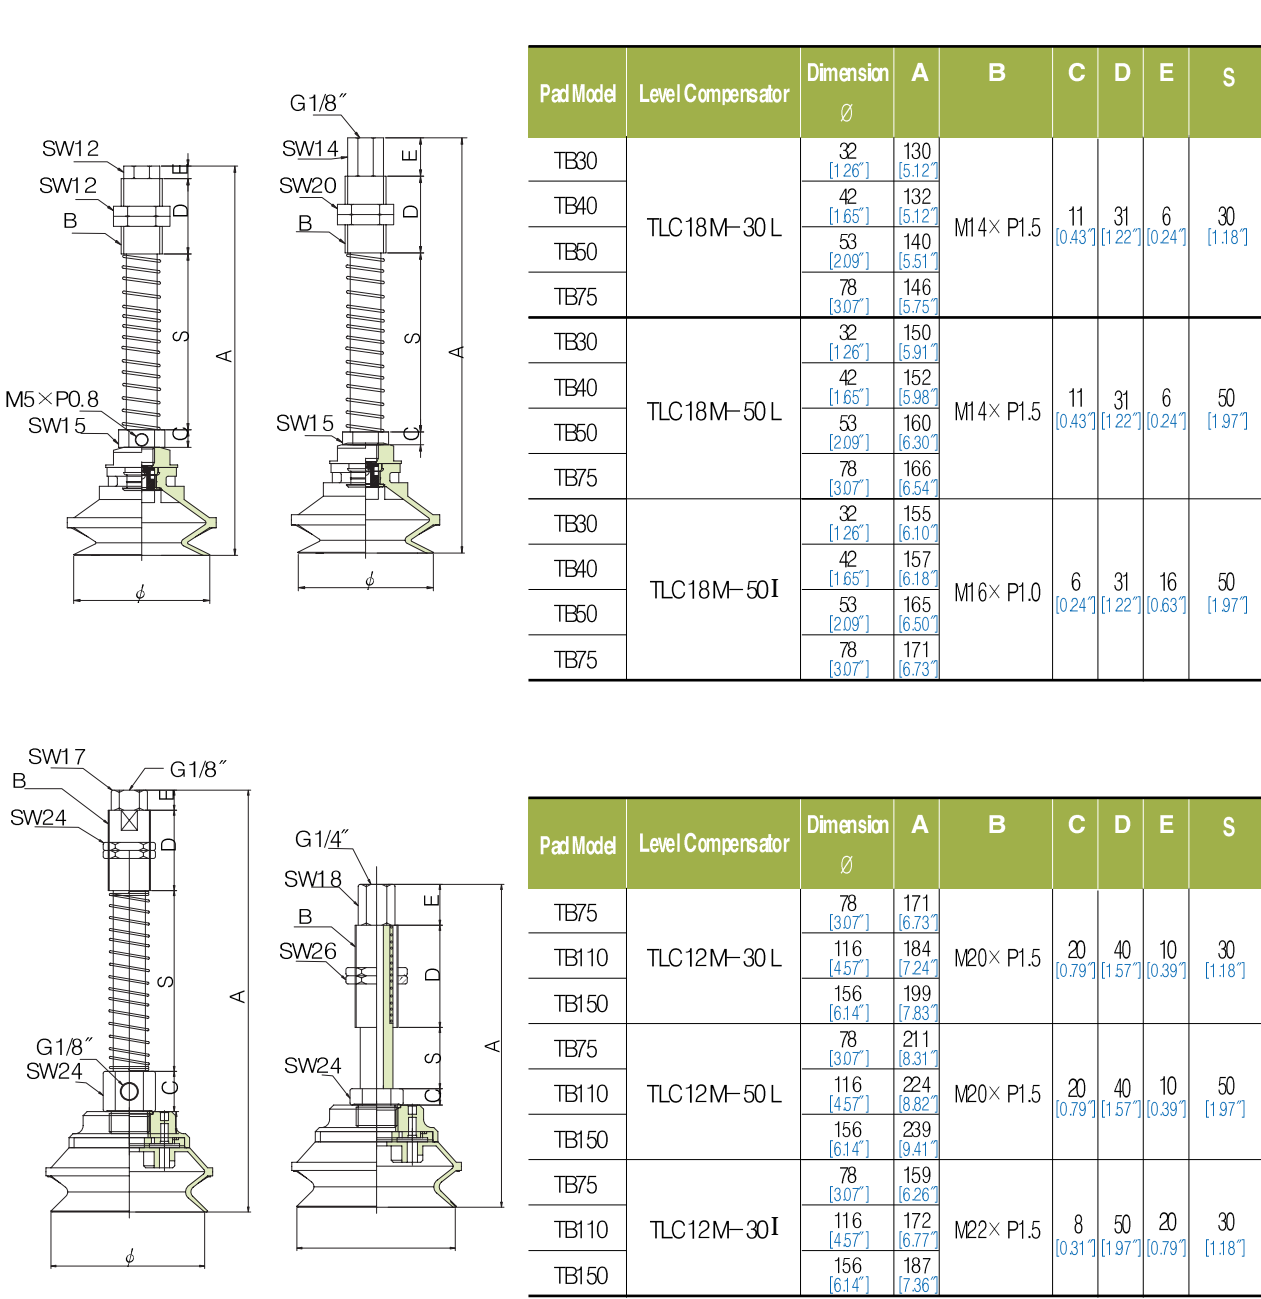 G1/8″
SW12
SW14
E
E
SW12
SW20
D
D
B
B
S
S
A
A
M5×P0.8
SW15
SW15
C
C
ϕ
ϕ
Pad Model Level Compensator Dimension Ø A B C D E S
TB30 TLC18M-30L 32 [1.26″] 130 [5.12″] M14× P1.5 11 [0.43″] 31 [1.22″] 6 [0.24″] 30 [1.18″]
TB40 42 [1.65″] 132 [5.12″]
TB50 53 [2.09″] 140 [5.51″]
TB75 78 [3.07″] 146 [5.75″]
TB30 TLC18M-50L 32 [1.26″] 150 [5.91″] M14× P1.5 11 [0.43″] 31 [1.22″] 6 [0.24″] 50 [1.97″]
TB40 42 [1.65″] 152 [5.98″]
TB50 53 [2.09″] 160 [6.30″]
TB75 78 [3.07″] 166 [6.54″]
TB30 TLC18M-50I 32 [1.26″] 155 [6.10″] M16× P1.0 6 [0.24″] 31 [1.22″] 16 [0.63″] 50 [1.97″]
TB40 42 [1.65″] 157 [6.18″]
TB50 53 [2.09″] 165 [6.50″]
TB75 78 [3.07″] 171 [6.73″]
SW17
G1/8″
B
E
SW24
D
S
A
G1/8″
SW24
C
ϕ
G1/4″
SW18
E
B
SW26
D
S
A
SW24
C
Pad Model Level Compensator Dimension Ø A B C D E S
TB75 TLC12M-30L 78 [3.07″] 171 [6.73″] M20× P1.5 20 [0.79″] 40 [1.57″] 10 [0.39″] 30 [1.18″]
TB110 116 [4.57″] 184 [7.24″]
TB150 156 [6.14″] 199 [7.83″]
TB75 TLC12M-50L 78 [3.07″] 211 [8.31″] M20× P1.5 20 [0.79″] 40 [1.57″] 10 [0.39″] 50 [1.97″]
TB110 116 [4.57″] 224 [8.82″]
TB150 156 [6.14″] 239 [9.41″]
TB75 TLC12M-30I 78 [3.07″] 159 [6.26″] M22× P1.5 8 [0.31″] 50 [1.97″] 20 [0.79″] 30 [1.18″]
TB110 116 [4.57″] 172 [6.77″]
TB150 156 [6.14″] 187 [7.36″]